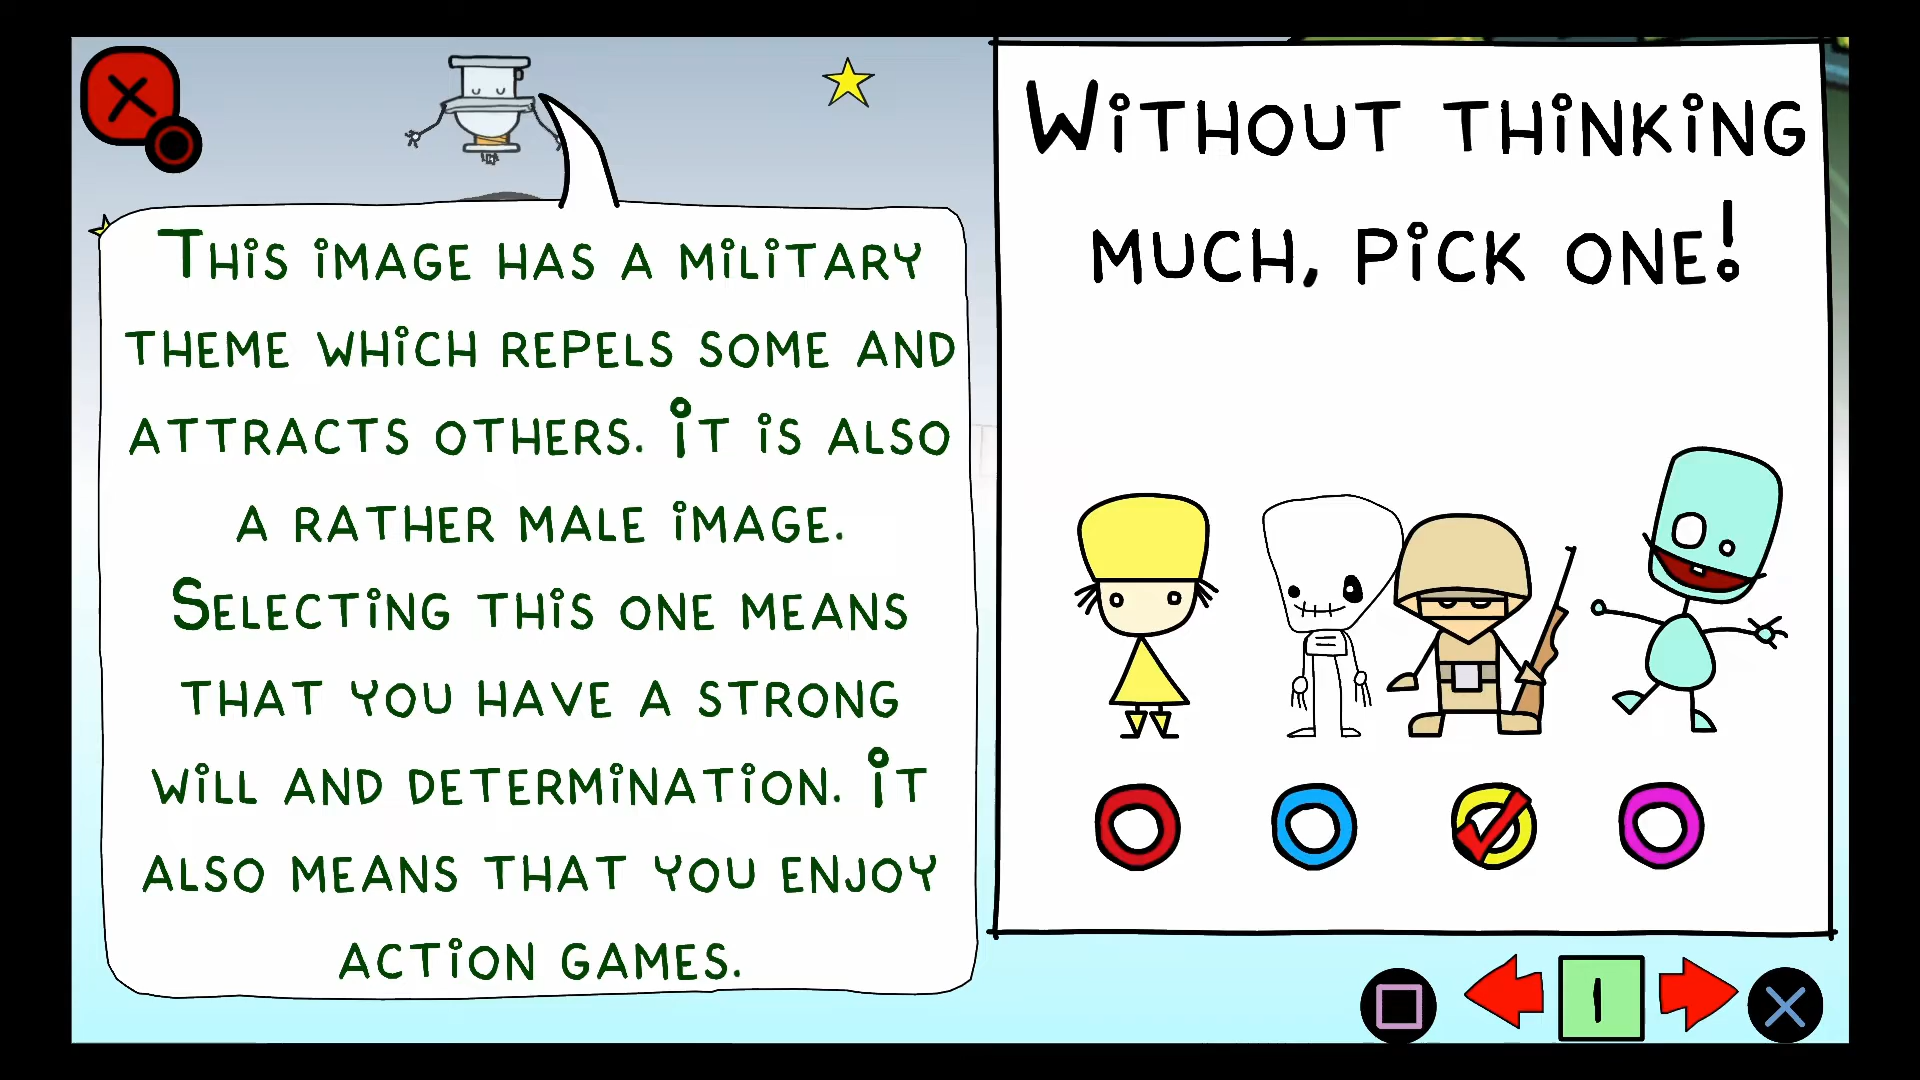 This image has a military
theme which repels some and
attracts others. It is also
a rather male image.
Selecting this one means
that you have a strong
will and determination. It
also means that you enjoy
action games.
Without thinking
much, pick one!
1